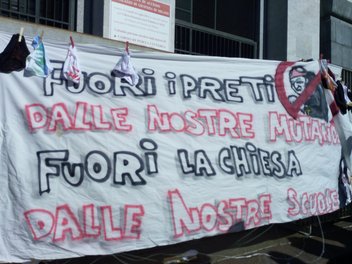 FUORI I PRETI
DALLE NOSTRE MUTANDE
FUORI LA CHIESA
DALLE NOSTRE SCUOLE